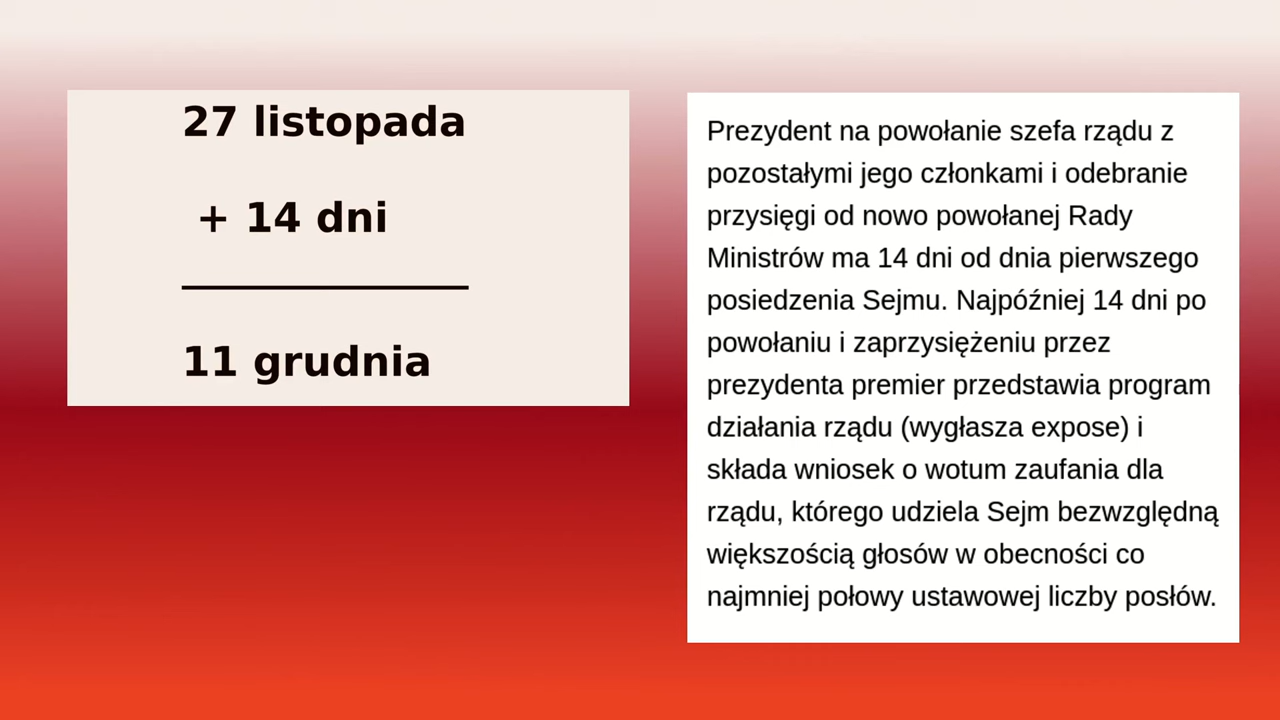 27 listopada
+ 14 dni
11 grudnia
Prezydent na powołanie szefa rządu z
pozostałymi jego członkami i odebranie
przysięgi od nowo powołanej Rady
Ministrów ma 14 dni od dnia pierwszego
posiedzenia Sejmu. Najpóźniej 14 dni po
powołaniu i zaprzysiężeniu przez
prezydenta premier przedstawia program
działania rządu (wygłasza expose) i
składa wniosek o wotum zaufania dla
rządu, którego udziela Sejm bezwzględną
większością głosów w obecności co
najmniej połowy ustawowej liczby posłów.